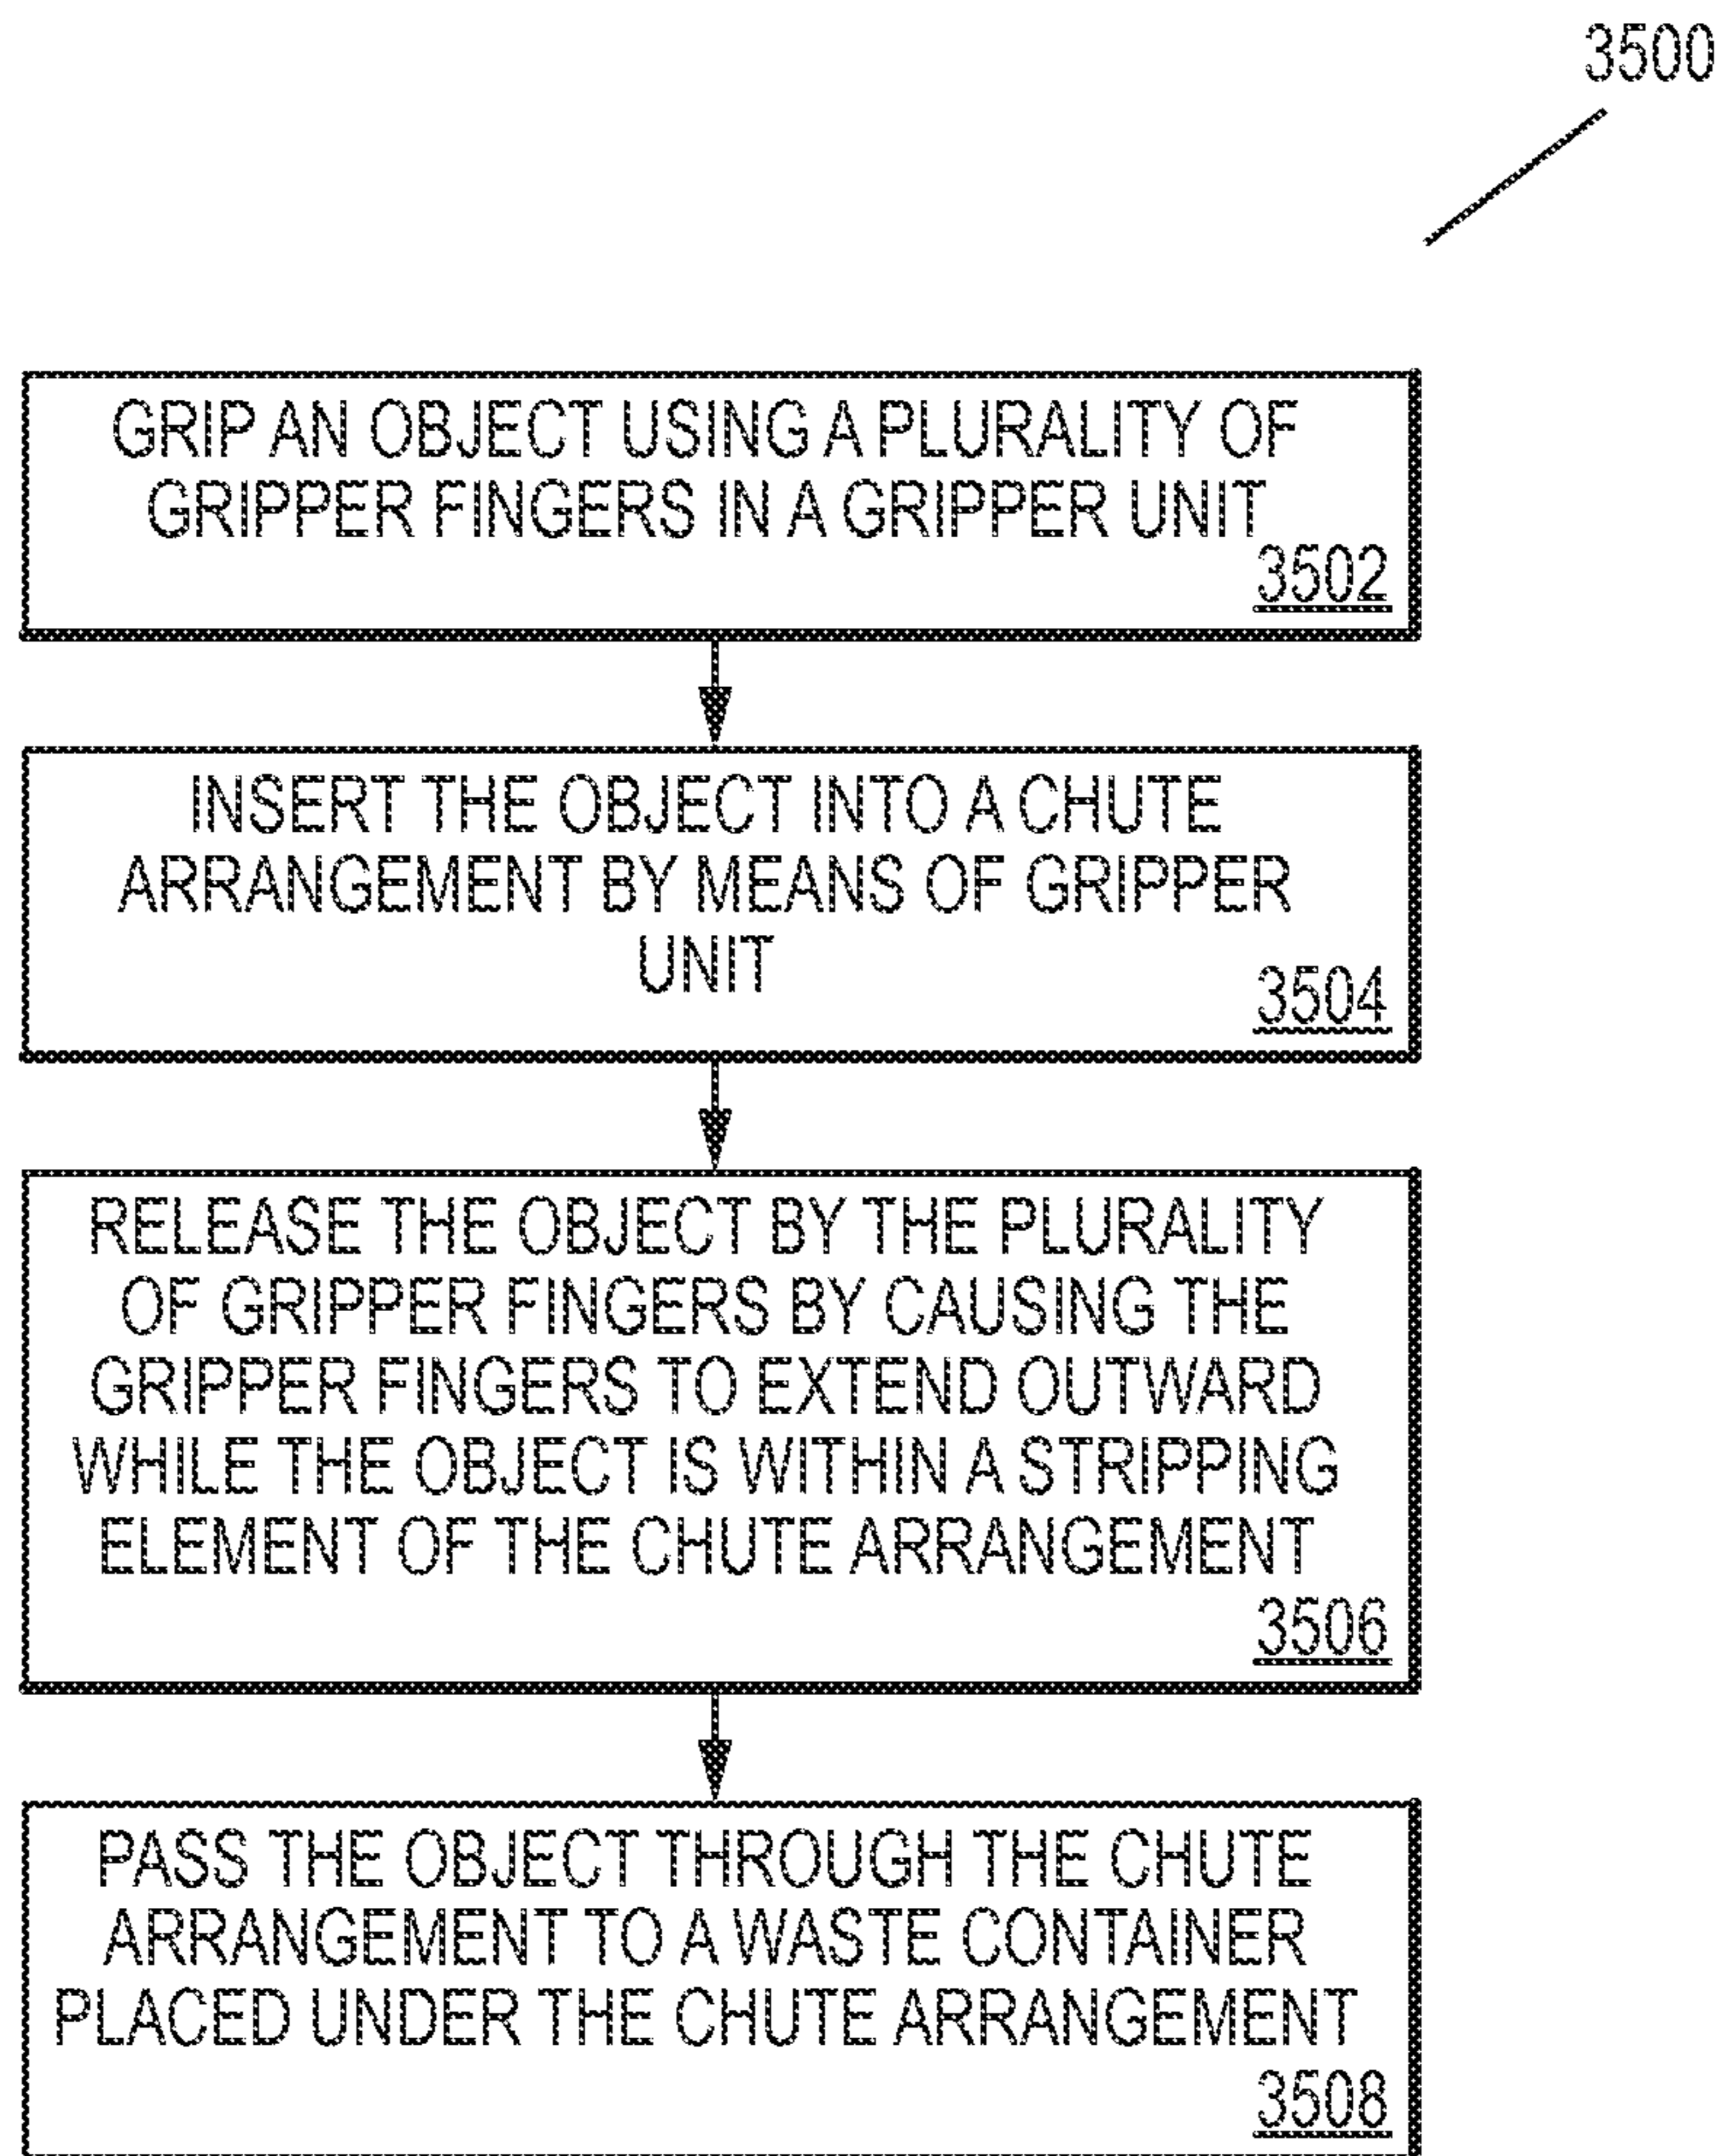 3500
GRIP AN OBJECT USING A PLURALITY OF
GRIPPER FINGERS IN A GRIPPER UNIT
3502
INSERT THE OBJECT INTO A CHUTE
ARRANGEMENT BY MEANS OF GRIPPER
UNIT
3504
RELEASE THE OBJECT BY THE PLURALITY
OF GRIPPER FINGERS BY CAUSING THE
GRIPPER FINGERS TO EXTEND OUTWARD
WHILE THE OBJECT IS WITHIN A STRIPPING
ELEMENT OF THE CHUTE ARRANGEMENT
3506
PASS THE OBJECT THROUGH THE CHUTE
ARRANGEMENT TO A WASTE CONTAINER
PLACED UNDER THE CHUTE ARRANGEMENT
3508